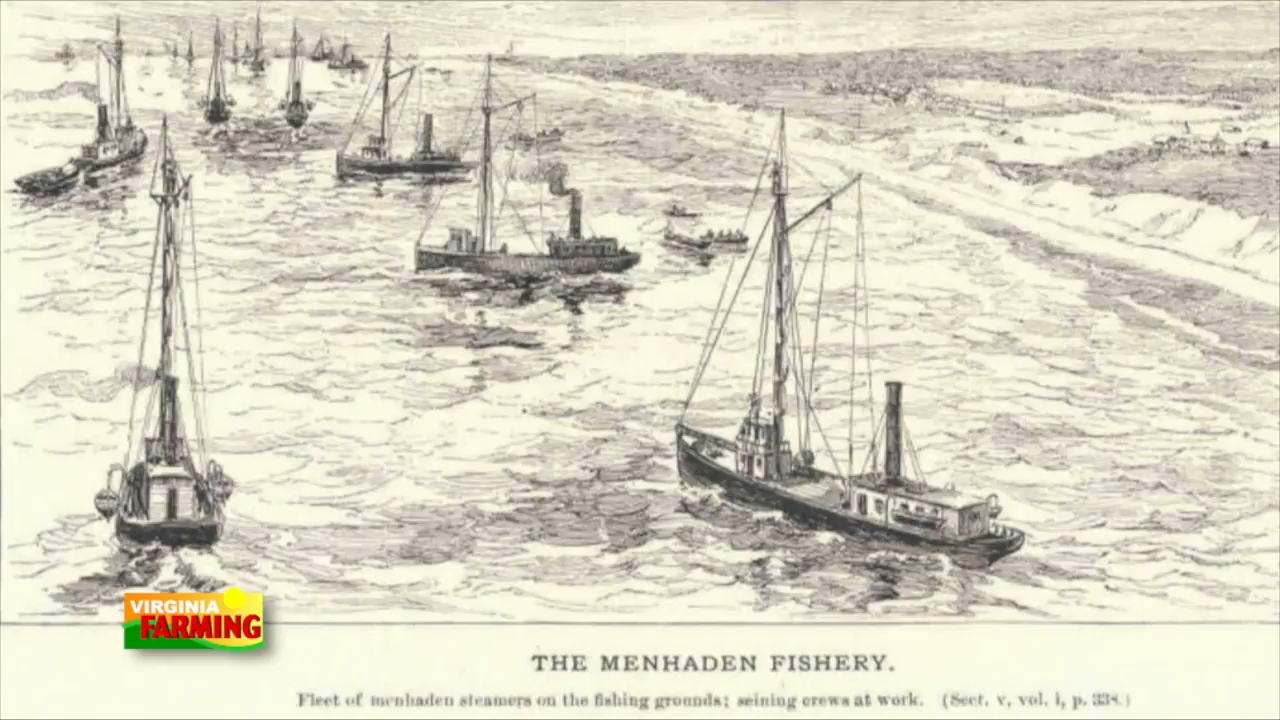 VIRGINIA
FARMING
THE MENHADEN FISHERY.
Fleet of menhaden steamers on the fishing grounds; seining crews at work. (Sect. v, vol. i, p. 338.)